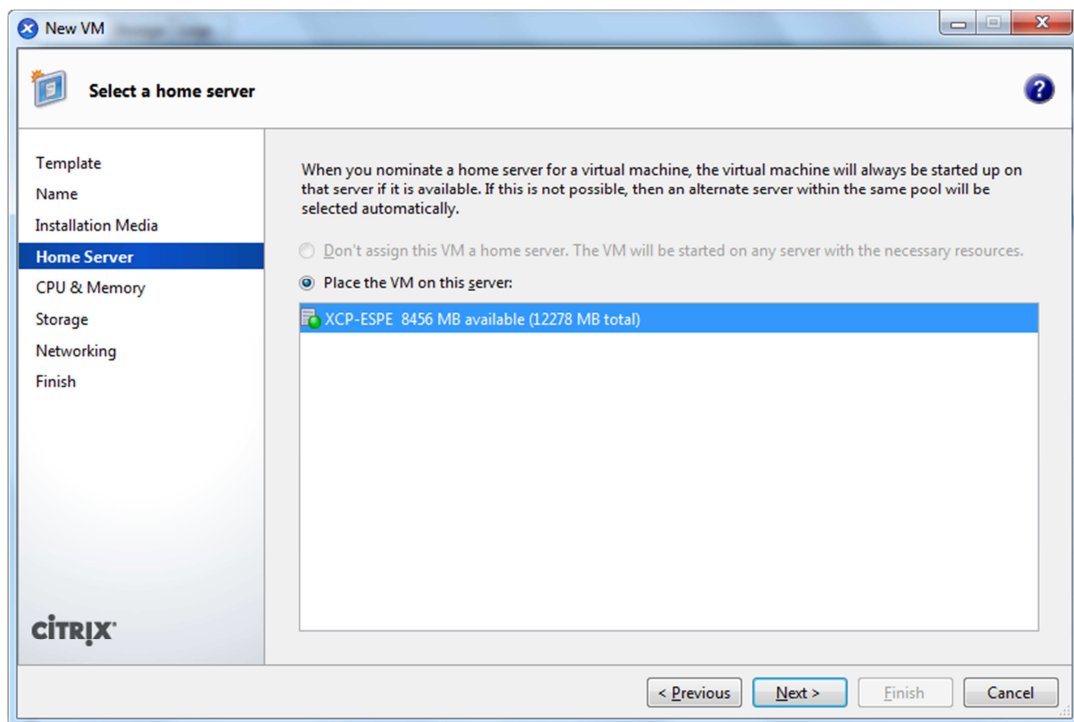 New VM
Select a home server
?
Template
Name
Installation Media
Home Server
CPU & Memory
Storage
Networking
Finish
When you nominate a home server for a virtual machine, the virtual machine will always be started up on
that server if it is available. If this is not possible, then an alternate server within the same pool will be
selected automatically.
Don't assign this VM a home server. The VM will be started on any server with the necessary resources.
Place the VM on this server:
XCP-ESPE 8456 MB available (12278 MB total)
CITRIX
< Previous
Next >
Finish
Cancel